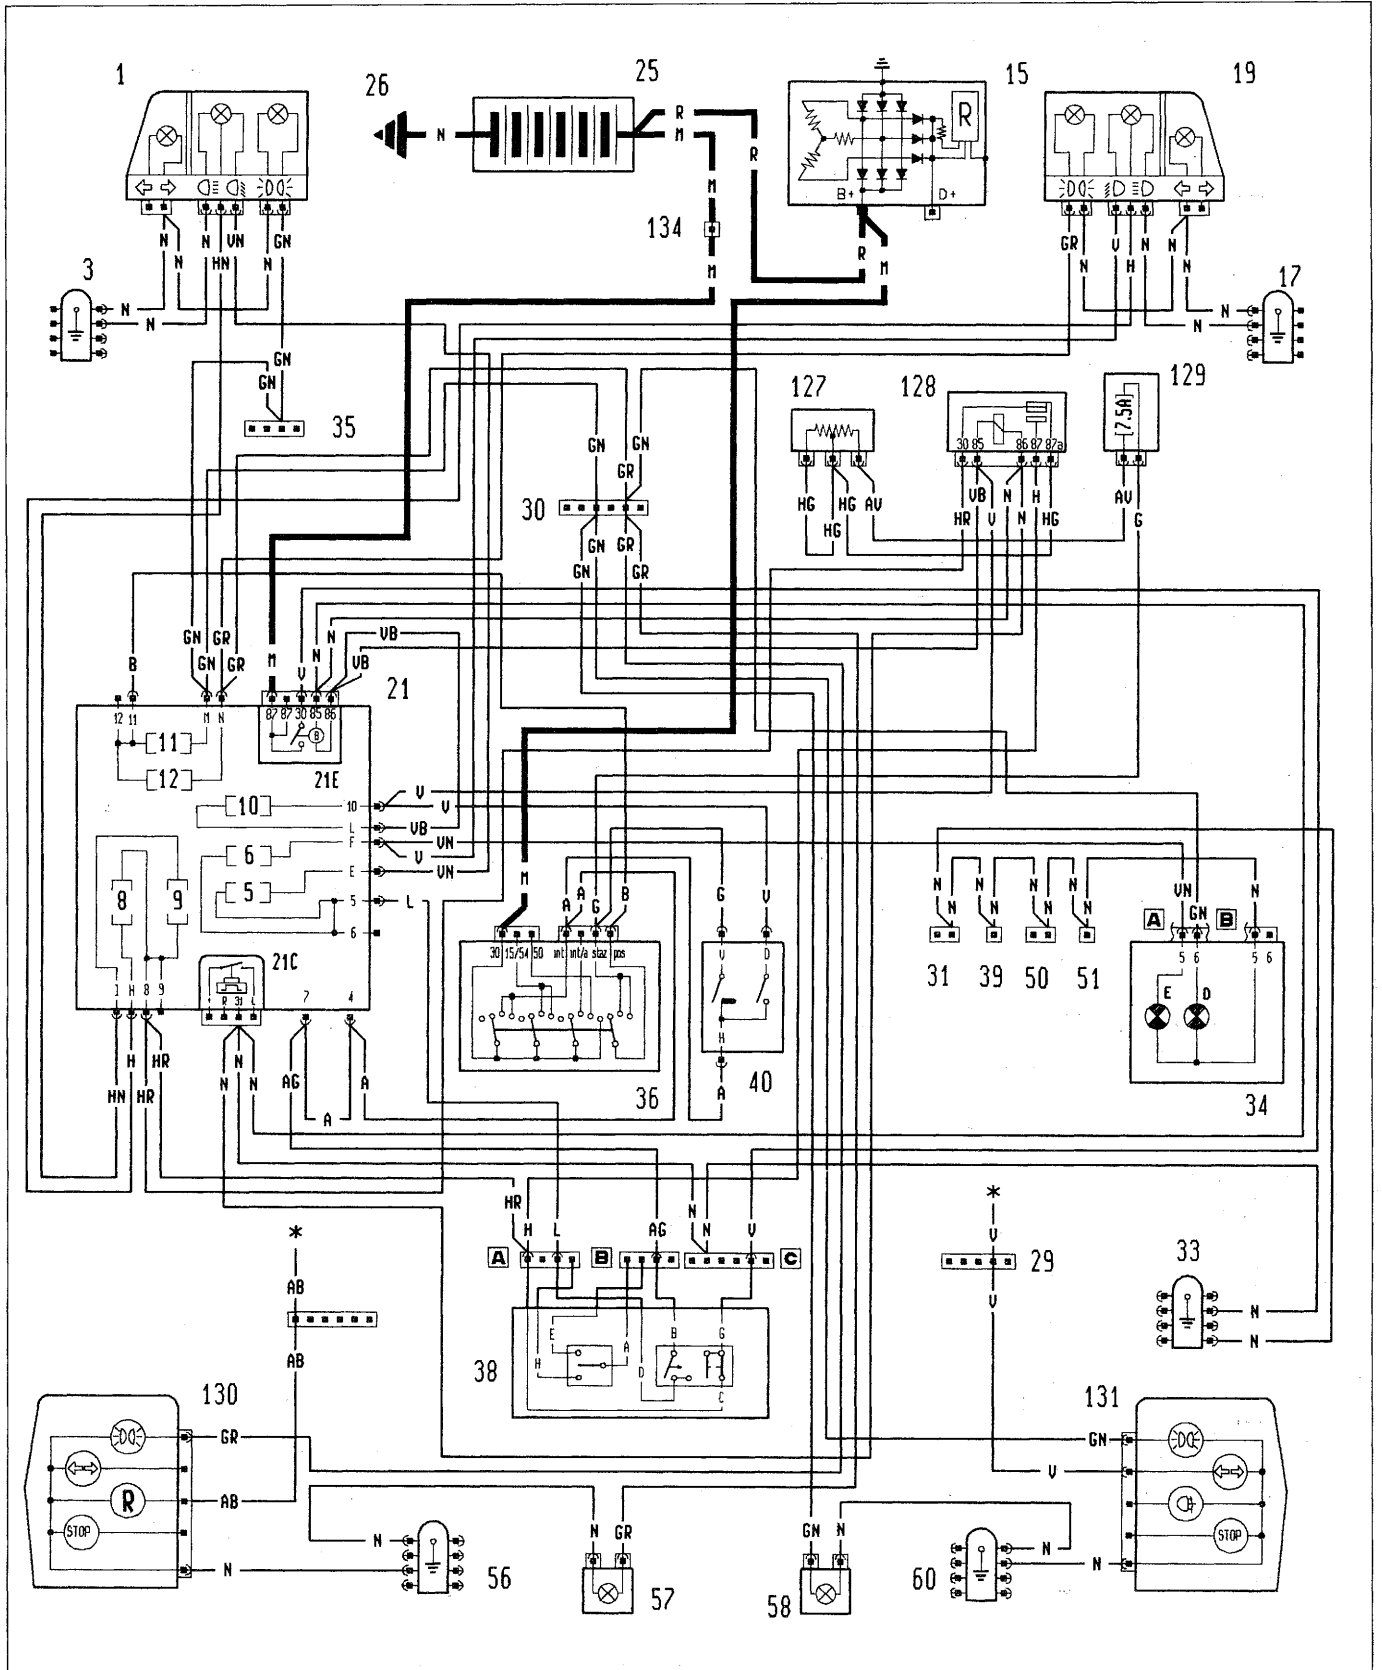 1
26
25
15
19
R
M
N
R
R
B+
D+
M
134
M
R
M
3
N
N
N
HN
VN
N
GN
N
N
GN
GN
35
GR
N
V
H
N
N
N
17
N
N
127
128
129
7.5A
30
85
86
87
87a
HG
HG
HG
AV
HR
VB
V
N
N
H
HG
AV
G
GN
GR
GN
30
GN
GN
GR
GR
B
GN
GN
GR
GR
M
V
N
N
VB
VB
21
12
11
M
N
87
87
30
85
86
B
11
12
21E
10
10
V
V
L
VB
F
VN
V
E
VN
6
5
5
L
6
8
9
21C
H
8
9
R
31
L
7
4
HN
H
HR
HR
N
N
N
AG
A
A
M
A
A
G
B
30
15/54
50
int
int/a
staz
pos
36
G
V
V
D
H
A
40
N
N
N
N
N
N
31
39
50
51
VN
GN
A
B
N
5
6
5
6
E
D
34
HR
H
L
AG
N
N
V
A
B
C
E
H
A
D
B
G
C
38
*
AB
AB
*
V
29
V
33
N
N
130
GR
AB
R
STOP
N
N
56
N
GR
57
GN
N
58
60
N
N
131
GN
V
STOP